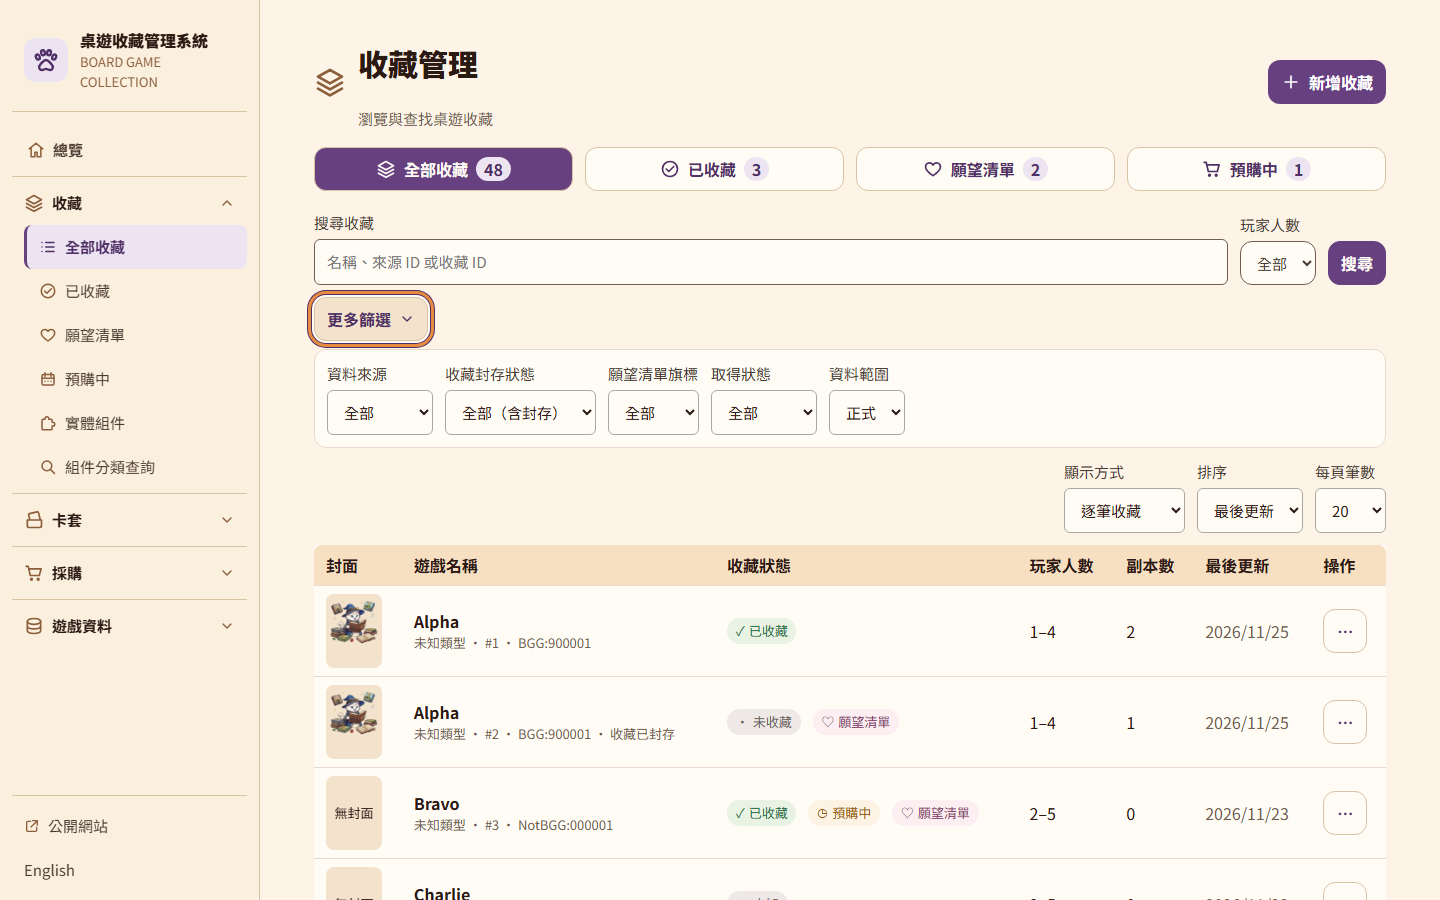 桌遊收藏管理系統
BOARD GAME
COLLECTION
總覽
收藏
全部收藏
已收藏
願望清單
預購中
實體組件
組件分類查詢
卡套
採購
遊戲資料
公開網站
English
收藏管理
瀏覽與查找桌遊收藏
新增收藏
全部收藏 48
已收藏 3
願望清單 2
預購中 1
搜尋收藏
名稱、來源 ID 或收藏 ID
玩家人數
全部
搜尋
更多篩選
資料來源 收藏封存狀態 願望清單旗標 取得狀態 資料範圍
全部 全部（含封存） 全部 全部 正式
顯示方式 排序 每頁筆數
逐筆收藏 最後更新 20
封面 遊戲名稱 收藏狀態 玩家人數 副本數 最後更新 操作
Alpha
未知類型 · #1 · BGG:900001
✓ 已收藏
1–4 2 2026/11/25 ...
Alpha
未知類型 · #2 · BGG:900001 · 收藏已封存
· 未收藏 ♡ 願望清單
1–4 1 2026/11/25 ...
無封面
Bravo
未知類型 · #3 · NotBGG:000001
✓ 已收藏 預購中 ♡ 願望清單
2–5 0 2026/11/23 ...
Charlie